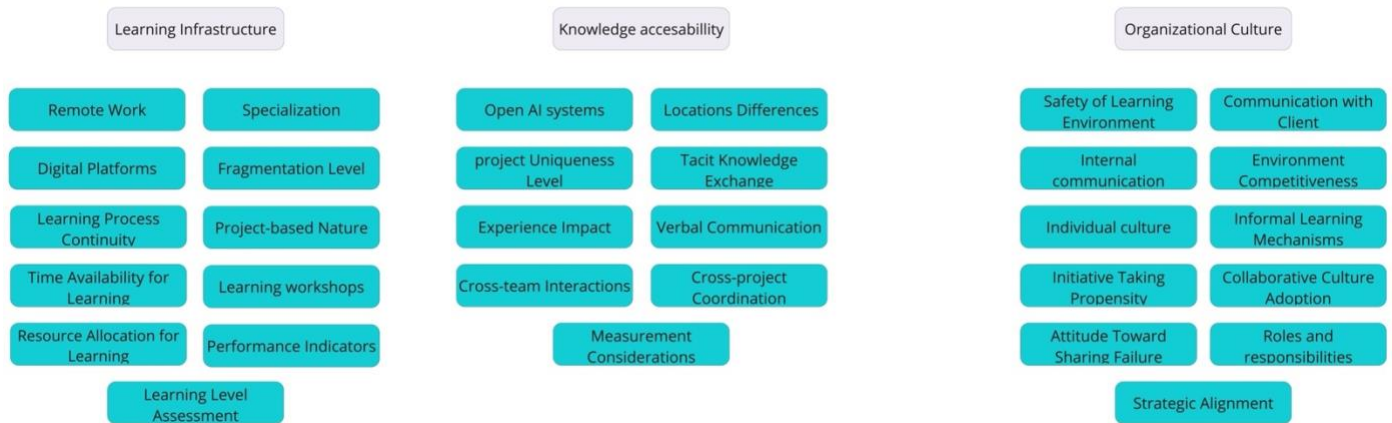 Learning Infrastructure
Remote Work
Specialization
Digital Platforms
Fragmentation Level
Learning Process
Continuity
Project-based Nature
Time Availability for
Learning
Learning workshops
Resource Allocation for
Learning
Performance Indicators
Learning Level
Assessment
Knowledge accesabillity
Open AI systems
Locations Differences
project Uniqueness
Level
Tacit Knowledge
Exchange
Experience Impact
Verbal Communication
Cross-team Interactions
Cross-project
Coordination
Measurement
Considerations
Organizational Culture
Safety of Learning
Environment
Communication with
Client
Internal
communication
Environment
Competitiveness
Individual culture
Informal Learning
Mechanisms
Initiative Taking
Propensity
Collaborative Culture
Adoption
Attitude Toward
Sharing Failure
Roles and
responsibilities
Strategic Alignment